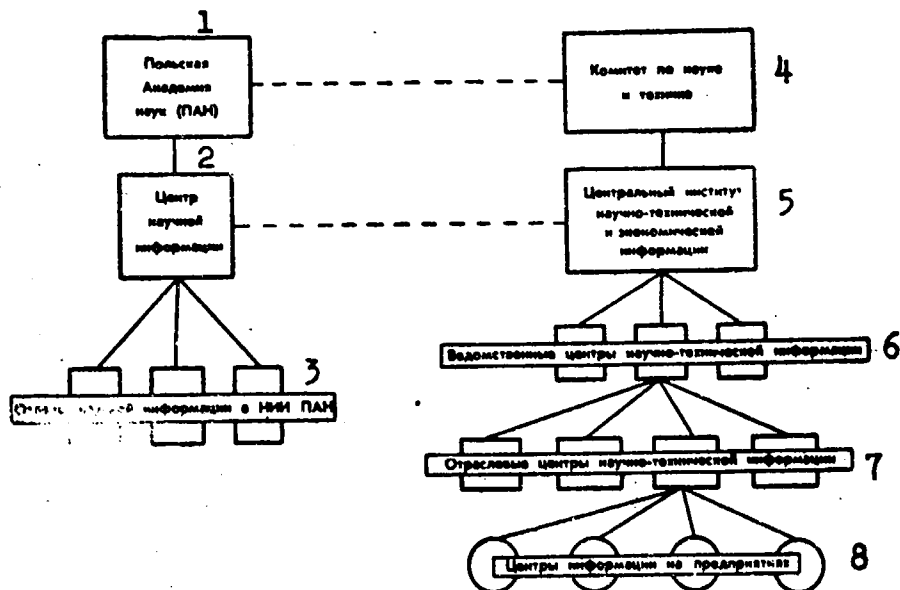 1
Польская
Академия
наук (ПАН)
2
Центр
научной
информации
3
информации в НИИ ПАН
4
Комитет по науке
и технике
5
Центральный институт
научно-технической
и экономической
информации
6
Ведомственные центры научно-технической информации
7
Отраслевые центры научно-технической информации
8
Центры информации на предприятиях